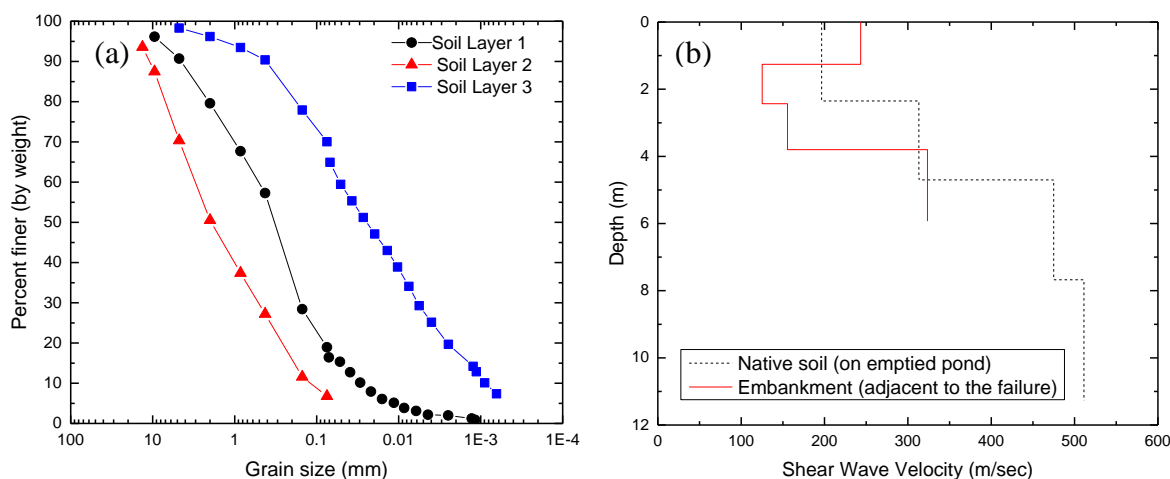 (a)
Soil Layer 1
Soil Layer 2
Soil Layer 3
100
90
80
70
60
50
40
30
20
10
0
Percent finer (by weight)
100
10
1
0.1
0.01
1E-3
1E-4
Grain size (mm)
(b)
0
2
4
6
8
10
12
Depth (m)
Native soil (on emptied pond)
Embankment (adjacent to the failure)
0
100
200
300
400
500
600
Shear Wave Velocity (m/sec)